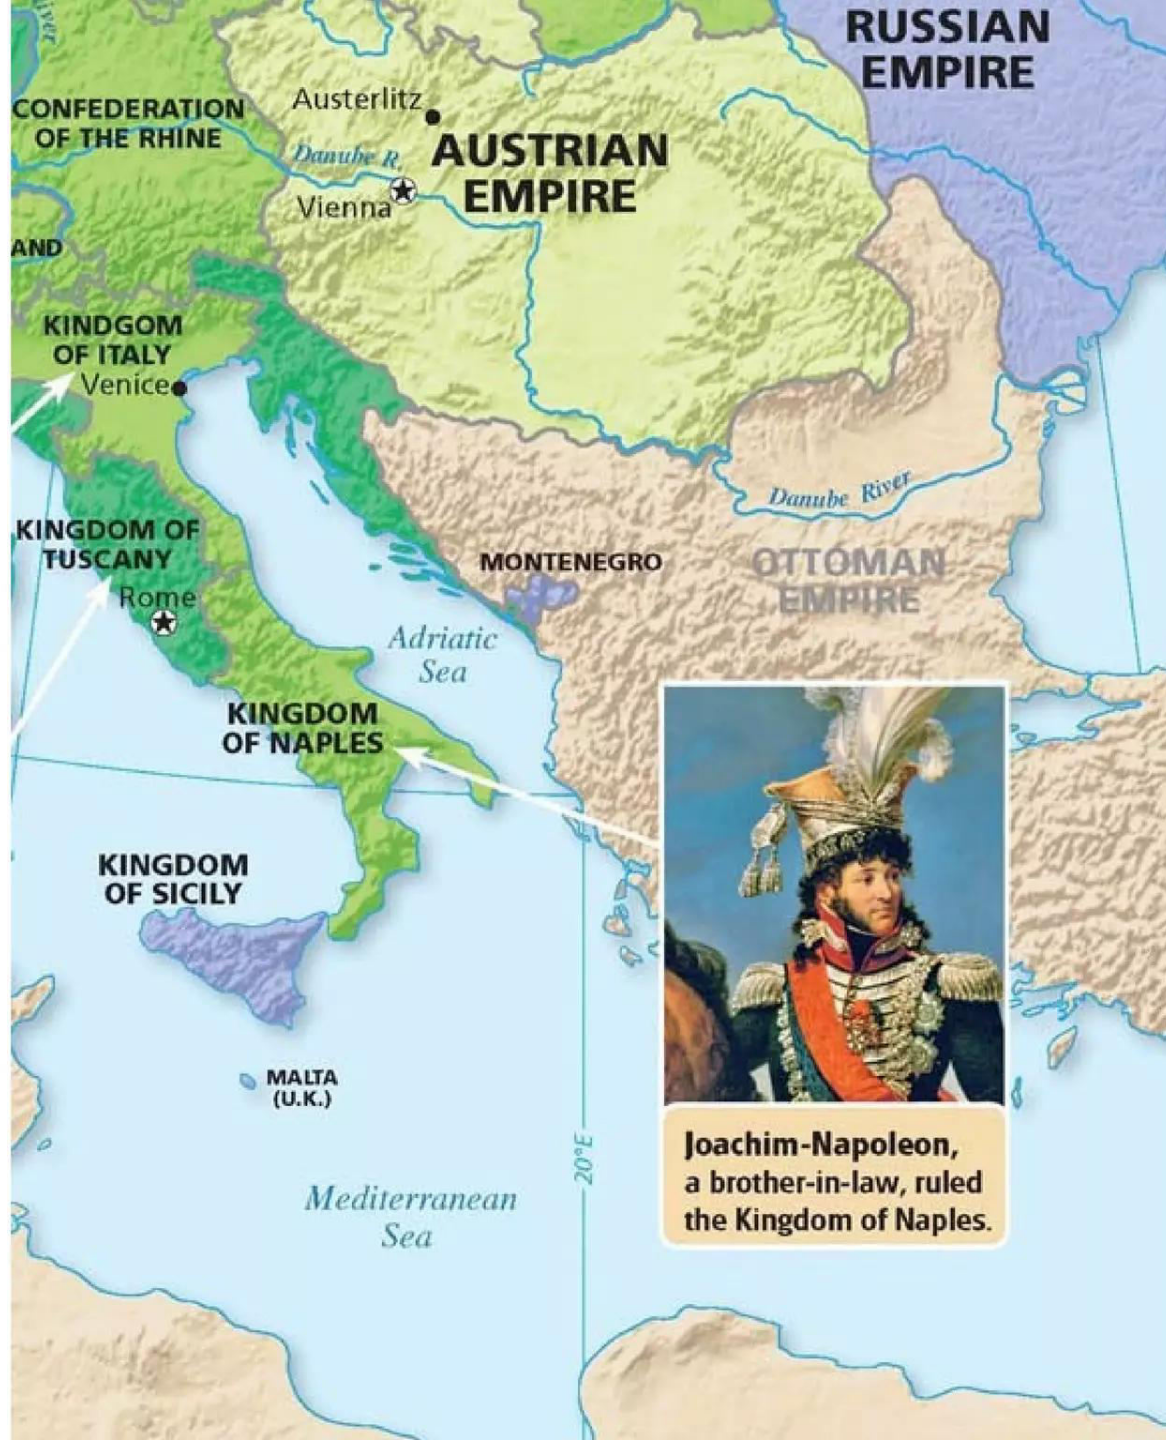 RUSSIAN
EMPIRE
CONFEDERATION
OF THE RHINE
Austerlitz
AUSTRIAN
EMPIRE
Danube R.
Vienna
AND
KINDGOM
OF ITALY
Venice
Danube River
KINGDOM OF
TUSCANY
MONTENEGRO
OTTOMAN
EMPIRE
Rome
Adriatic
Sea
KINGDOM
OF NAPLES
KINGDOM
OF SICILY
MALTA
(U.K.)
20°E
Mediterranean
Sea
Joachim-Napoleon,
a brother-in-law, ruled
the Kingdom of Naples.